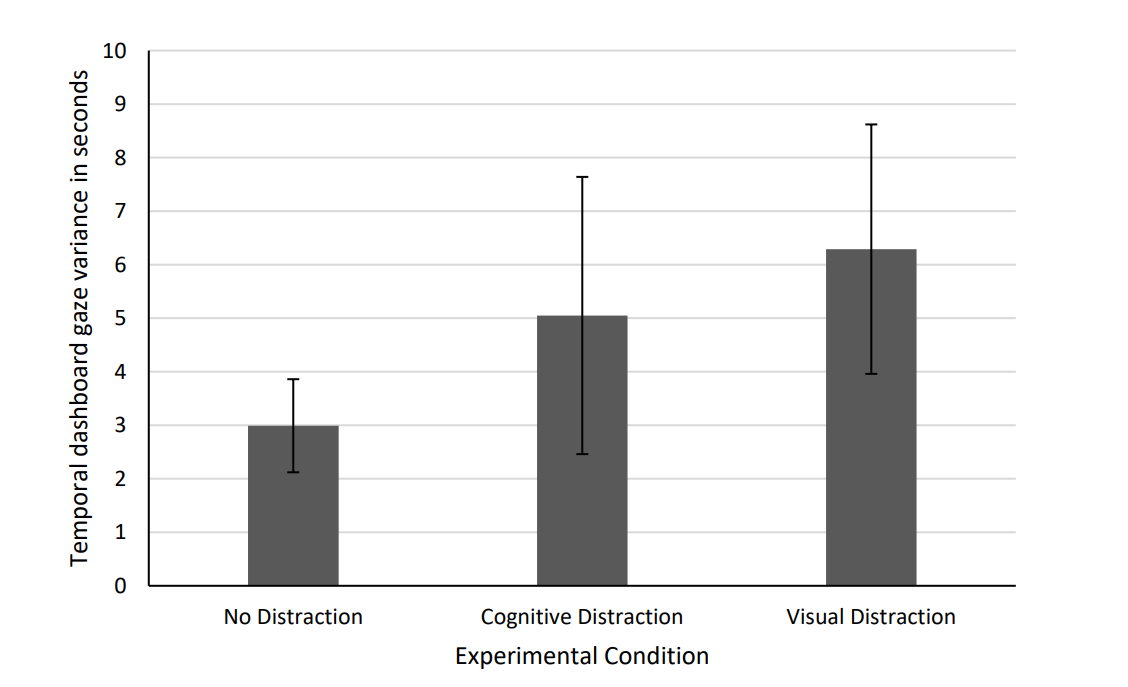 Temporal dashboard gaze variance in seconds
10
9
8
7
6
5
4
3
2
1
0
No Distraction
Cognitive Distraction
Visual Distraction
Experimental Condition